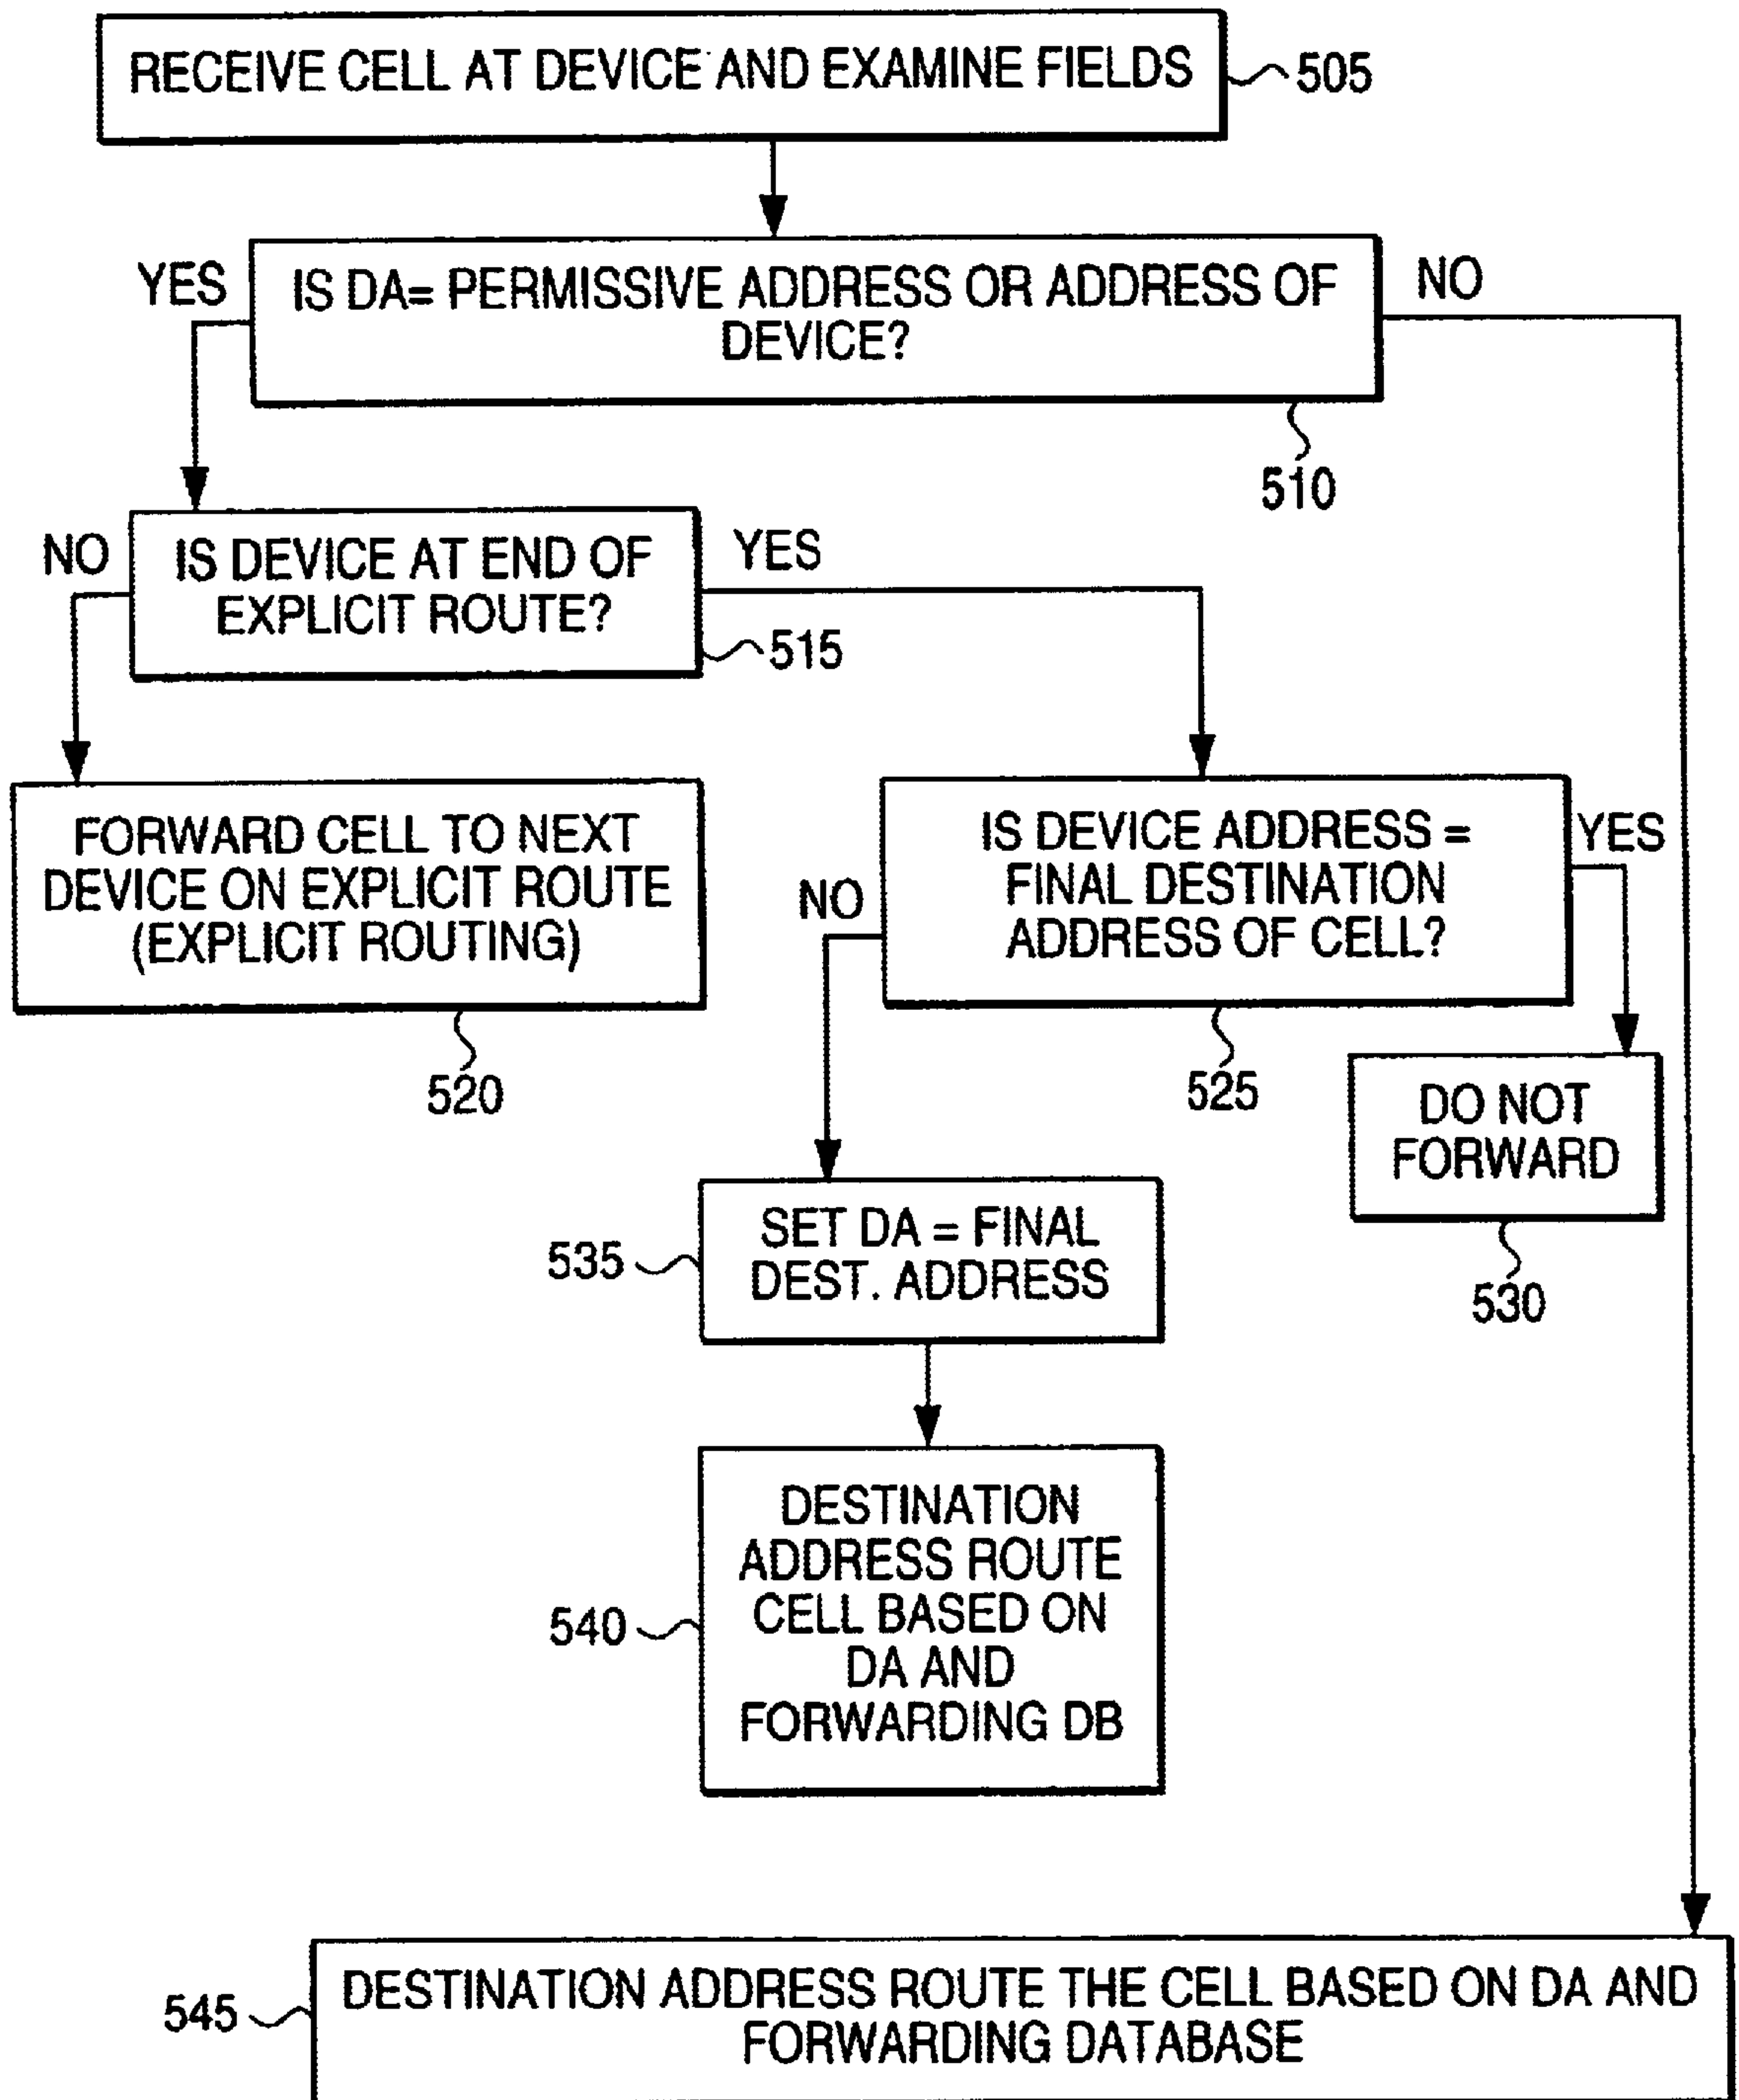 RECEIVE CELL AT DEVICE AND EXAMINE FIELDS
505
YES
IS DA= PERMISSIVE ADDRESS OR ADDRESS OF
DEVICE?
NO
510
NO
IS DEVICE AT END OF
EXPLICIT ROUTE?
YES
515
FORWARD CELL TO NEXT
DEVICE ON EXPLICIT ROUTE
(EXPLICIT ROUTING)
520
NO
IS DEVICE ADDRESS =
FINAL DESTINATION
ADDRESS OF CELL?
YES
525
DO NOT
FORWARD
530
SET DA = FINAL
DEST. ADDRESS
535
DESTINATION
ADDRESS ROUTE
CELL BASED ON
DA AND
FORWARDING DB
540
DESTINATION ADDRESS ROUTE THE CELL BASED ON DA AND
FORWARDING DATABASE
545